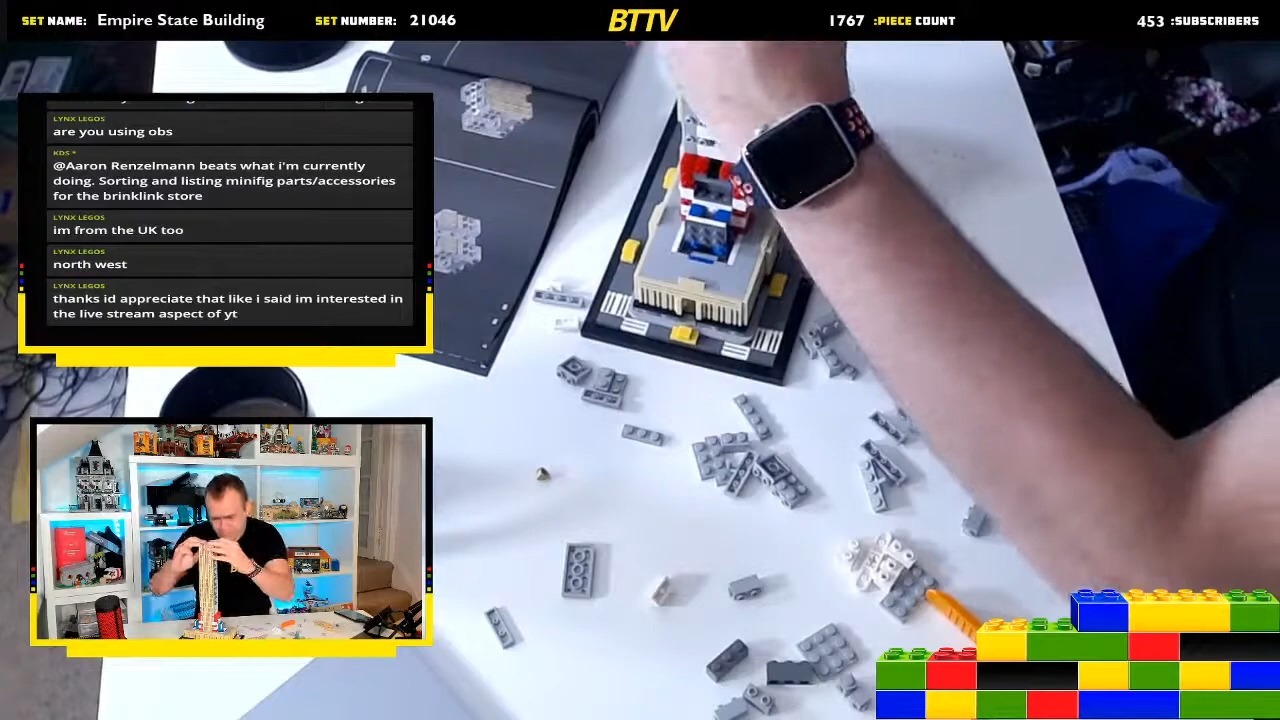 SET NAME: Empire State Building
SET NUMBER: 21046
BTTV
1767 :PIECE COUNT
453 :SUBSCRIBERS
LYNX LEGOS
are you using obs
KDS *
@Aaron Renzelmann beats what i'm currently
doing. Sorting and listing minifig parts/accessories
for the brinklink store
LYNX LEGOS
im from the UK too
LYNX LEGOS
north west
LYNX LEGOS
thanks id appreciate that like i said im interested in
the live stream aspect of yt